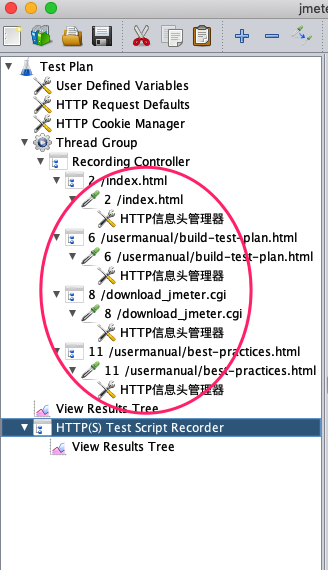 jmete
Test Plan
User Defined Variables
HTTP Request Defaults
HTTP Cookie Manager
Thread Group
Recording Controller
2 /index.html
2 /index.html
HTTP信息头管理器
6 /usermanual/build-test-plan.html
6 /usermanual/build-test-plan.html
HTTP信息头管理器
8 /download_jmeter.cgi
8 /download_jmeter.cgi
HTTP信息头管理器
11 /usermanual/best-practices.html
11 /usermanual/best-practices.html
HTTP信息头管理器
View Results Tree
HTTP(S) Test Script Recorder
View Results Tree